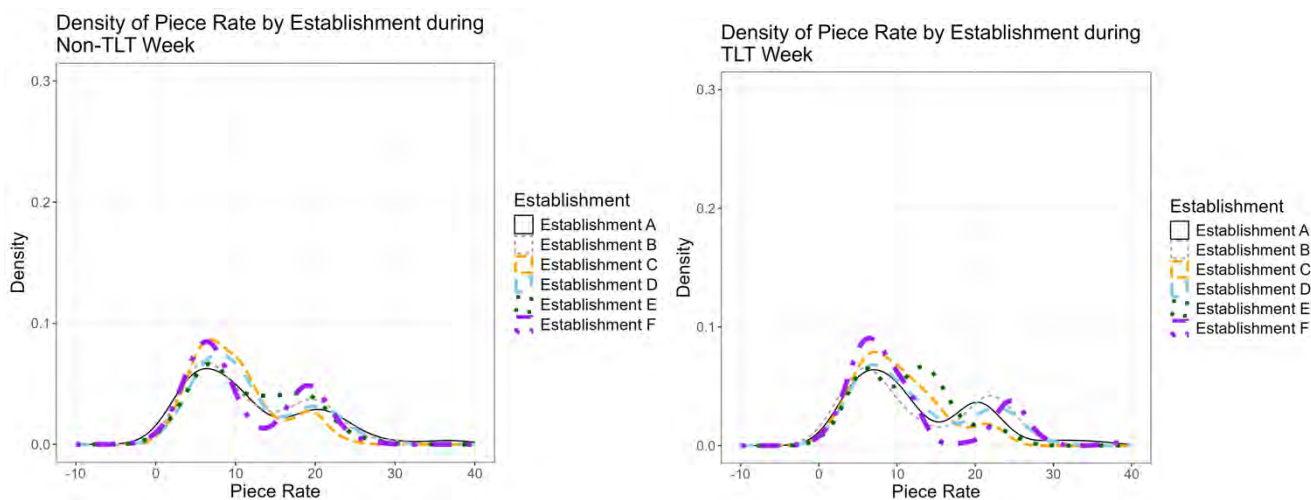 Density of Piece Rate by Establishment during
Non-TLT Week
0.3
0.2
0.1
0.0
Density
-10 0 10 20 30 40
Piece Rate
Establishment
Establishment A
Establishment B
Establishment C
Establishment D
Establishment E
Establishment F
Density of Piece Rate by Establishment during
TLT Week
0.3
0.2
0.1
0.0
Density
-10 0 10 20 30 40
Piece Rate
Establishment
Establishment A
Establishment B
Establishment C
Establishment D
Establishment E
Establishment F